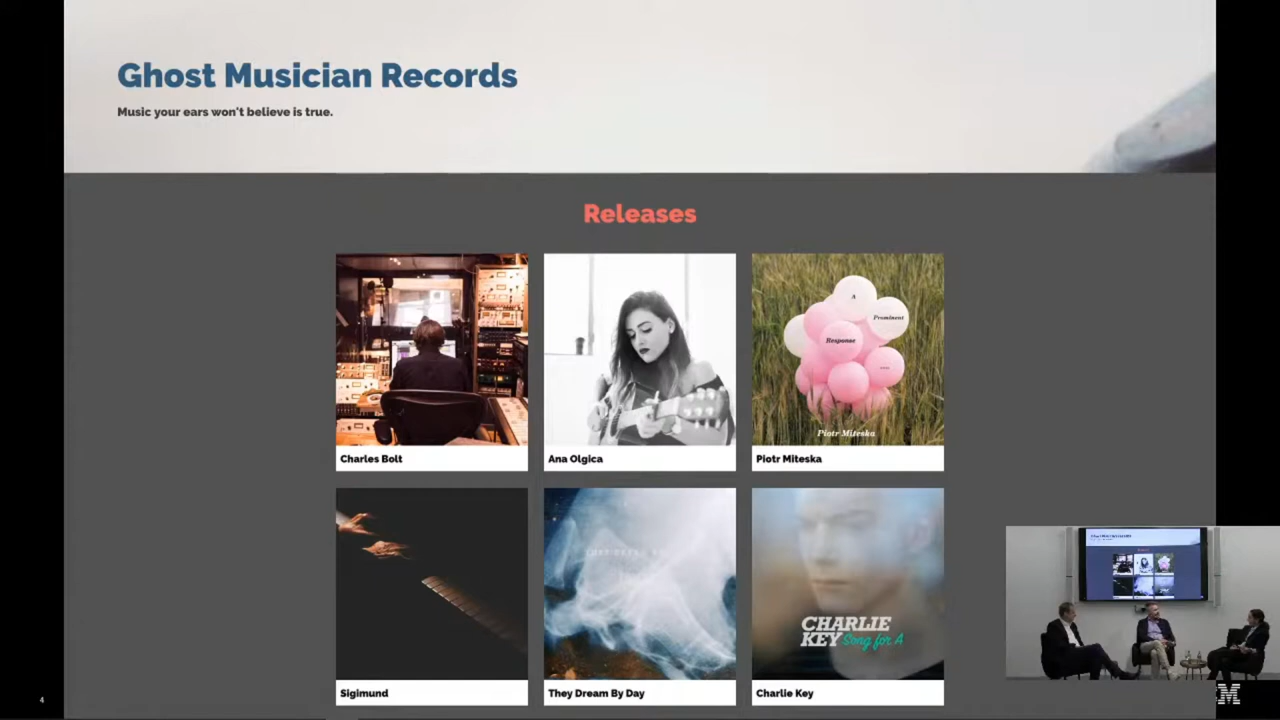 Ghost Musician Records
Music your ears won't believe is true.
Releases
A
Prominent
Response
Piotr Miteska
Charles Bolt
Ana Olgica
Piotr Miteska
CHARLIE
KEY Song for A
Sigimund
They Dream By Day
Charlie Key
4